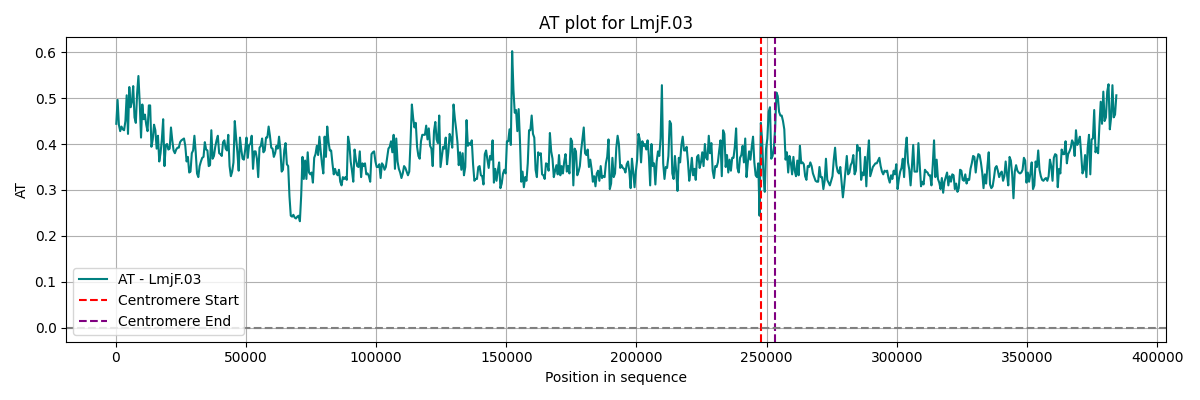 AT plot for LmjF.03
0.6
0.5
0.4
0.3
0.2
0.1
0.0
AT
AT - LmjF.03
Centromere Start
Centromere End
0 50000 100000 150000 200000 250000 300000 350000 400000
Position in sequence